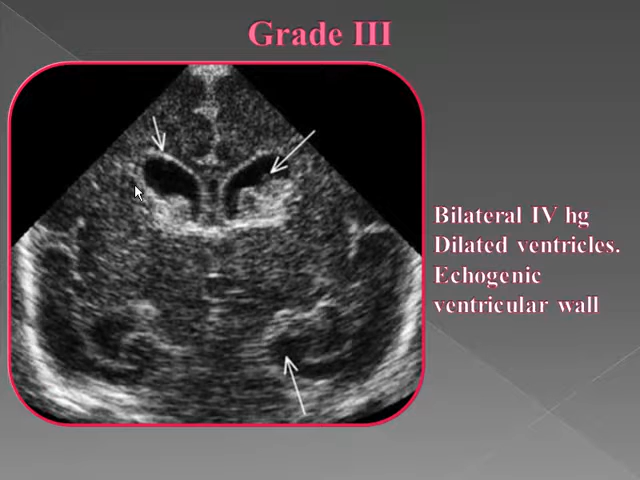 Grade III
Bilateral IV hg
Dilated ventricles.
Echogenic
ventricular wall